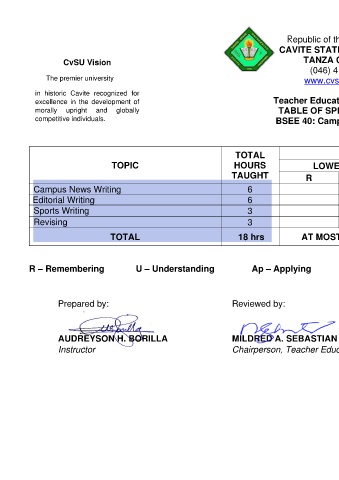 CvSU Vision
The premier university
in historic Cavite recognized for
excellence in the development of
morally upright and globally
competitive individuals.
Republic of th
CAVITE STAT
TANZA C
(046) 4
www.cvs
Teacher Educat
TABLE OF SPE
BSEE 40: Camp
TOPIC
TOTAL
HOURS
TAUGHT
LOWE
R
Campus News Writing 6
Editorial Writing 6
Sports Writing 3
Revising 3
TOTAL 18 hrs AT MOST
R – Remembering U – Understanding Ap – Applying
Prepared by: Reviewed by:
AUDREYSON H. BORILLA MILDRED A. SEBASTIAN
Instructor Chairperson, Teacher Educ